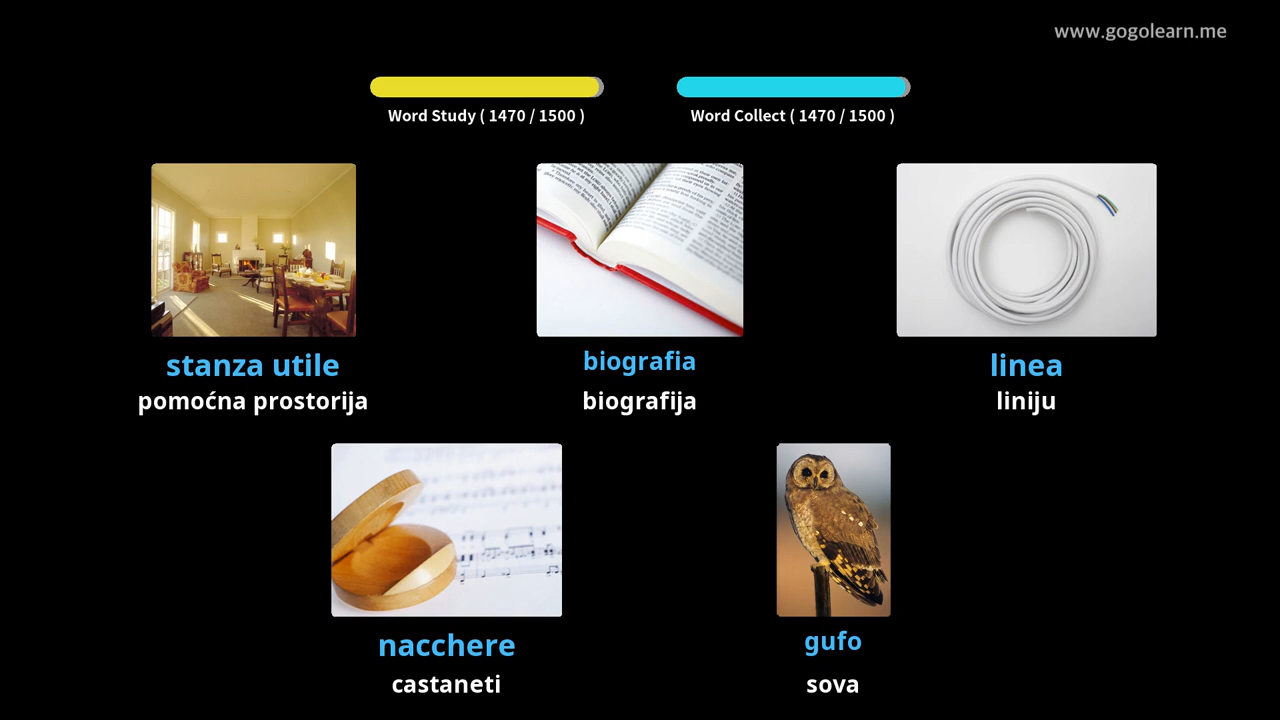 www.gogolearn.me
Word Study ( 1470 / 1500 )
Word Collect ( 1470 / 1500 )
stanza utile
pomoćna prostorija
biografia
biografija
linea
liniju
nacchere
castaneti
gufo
sova